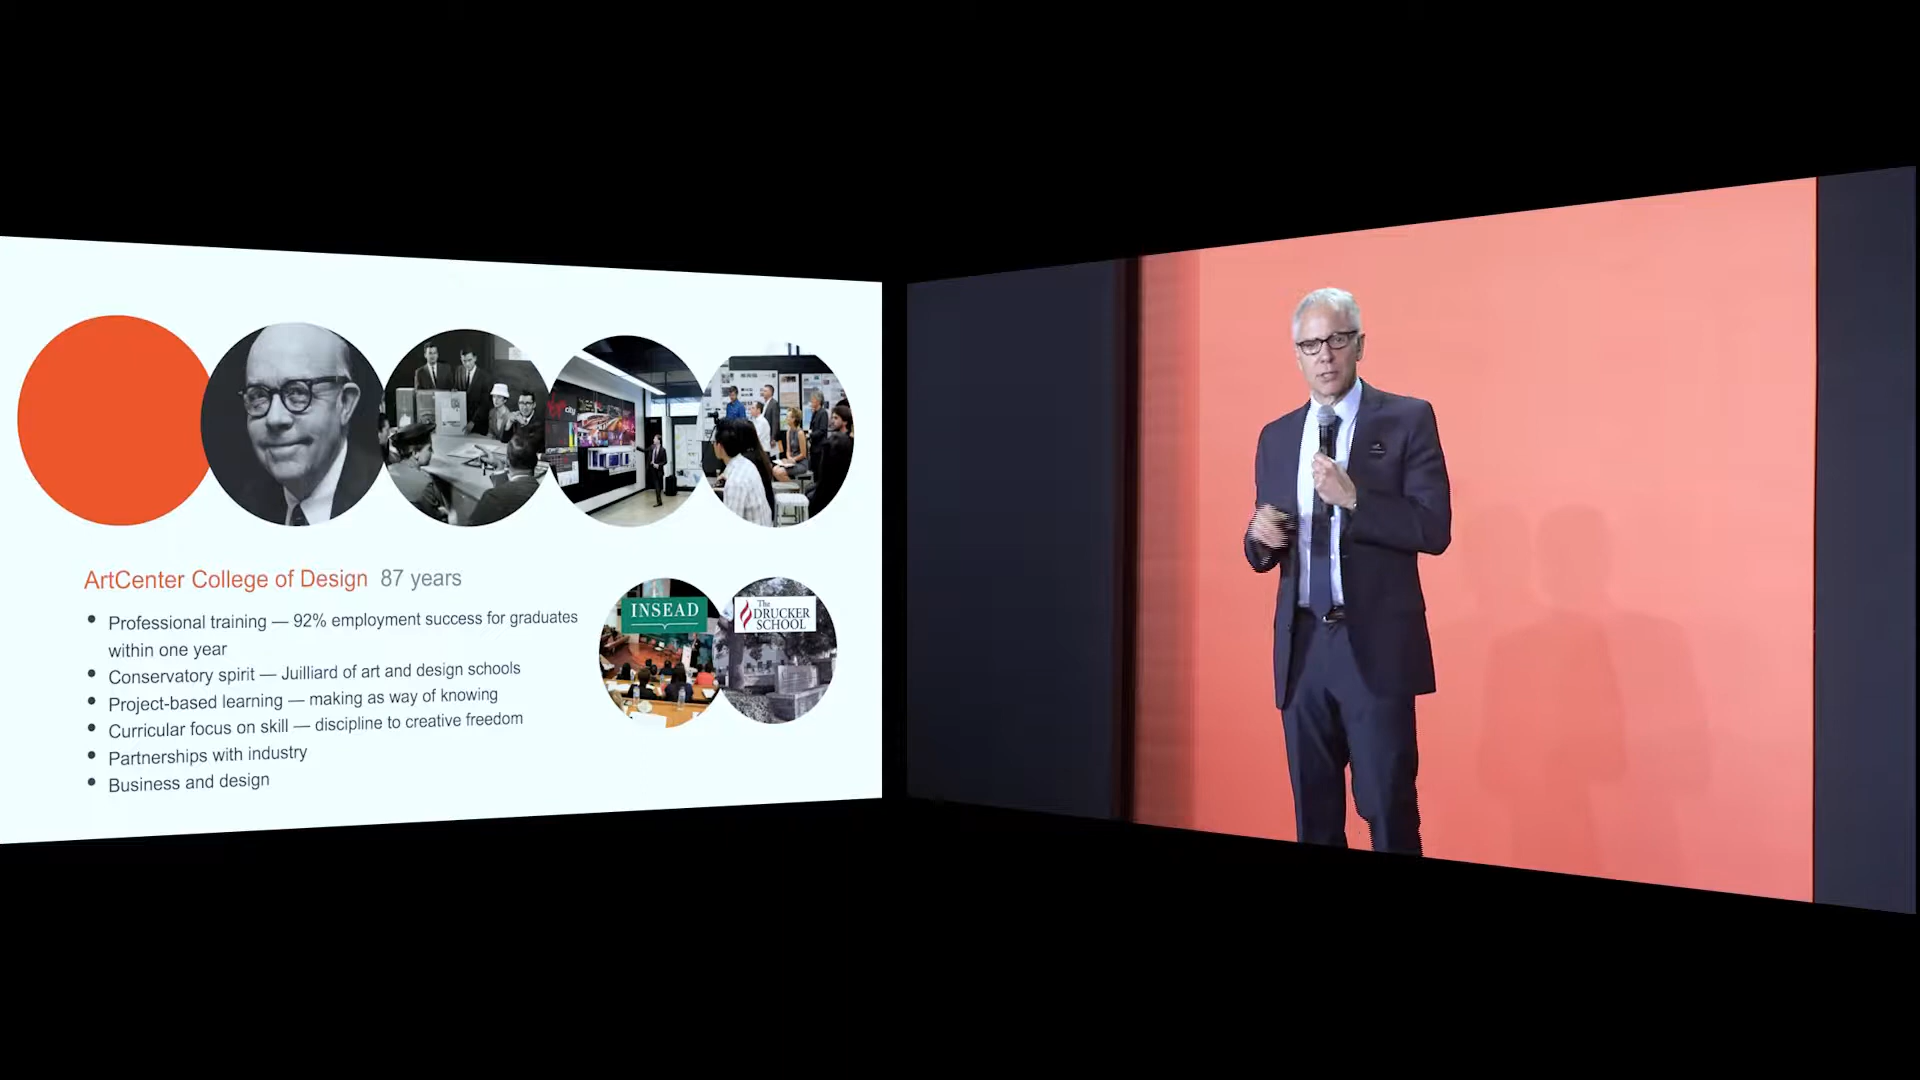 city
ArtCenter College of Design 87 years
• Professional training — 92% employment success for graduates
within one year
• Conservatory spirit — Juilliard of art and design schools
• Project-based learning — making as way of knowing
• Curricular focus on skill — discipline to creative freedom
• Partnerships with industry
• Business and design
INSEAD
The
DRUCKER
SCHOOL